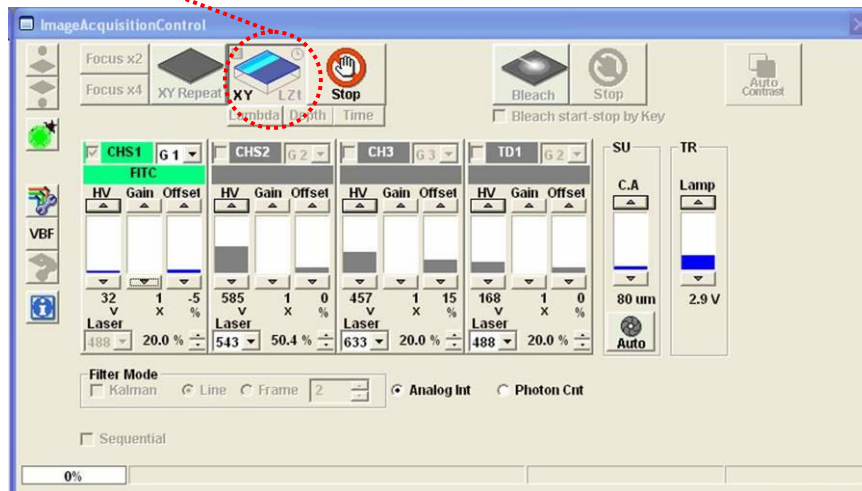 ImageAcquisitionControl
Focus x2
Focus x4
XY Repeat
XY LZt
Stop
Lambda Depth Time
Bleach
Stop
Bleach start-stop by Key
Auto
Contrast
VBF
CHS1 G 1
FITC
HV Gain Offset
32 1 -5
V X %
Laser
488 20.0 %
CHS2 G 2
HV Gain Offset
585 1 0
V X %
Laser
543 50.4 %
CH3 G 3
HV Gain Offset
457 1 15
V X %
Laser
633 20.0 %
TD1 G 2
HV Gain Offset
168 1 0
V X %
Laser
488 20.0 %
SU
C.A
80 um
Auto
TR
Lamp
2.9 V
Filter Mode
Kalman Line Frame 2
Analog Int Photon Cnt
Sequential
0%